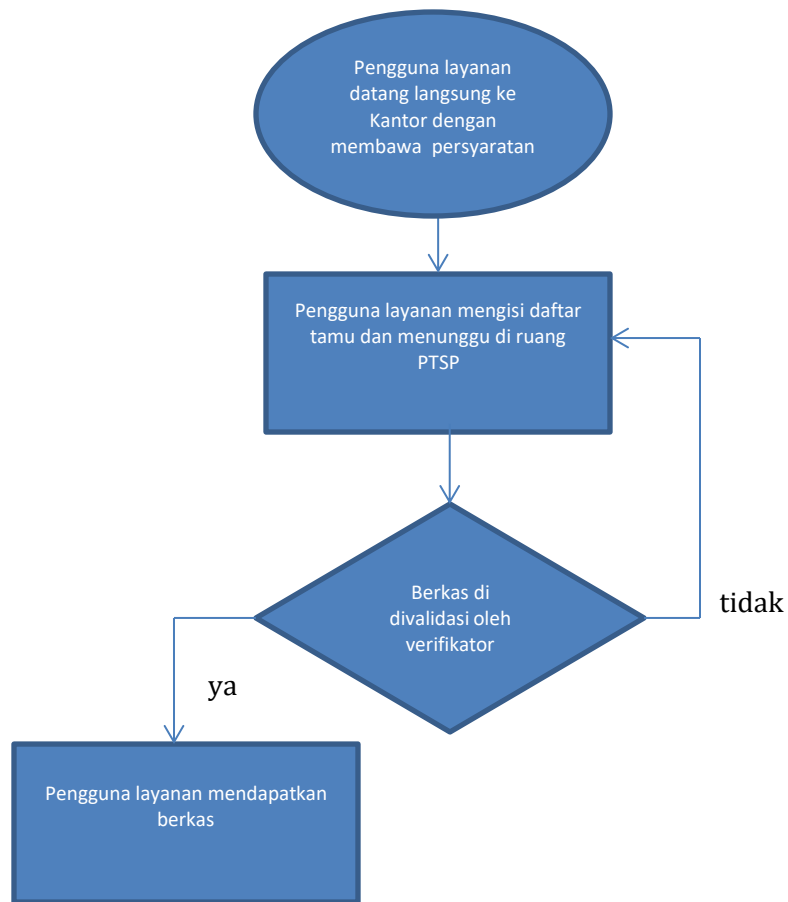 Pengguna layanan
datang langsung ke
Kantor dengan
membawa persyaratan
Pengguna layanan mengisi daftar
tamu dan menunggu di ruang
PTSP
Berkas di
divalidasi oleh
verifikator
tidak
ya
Pengguna layanan mendapatkan
berkas